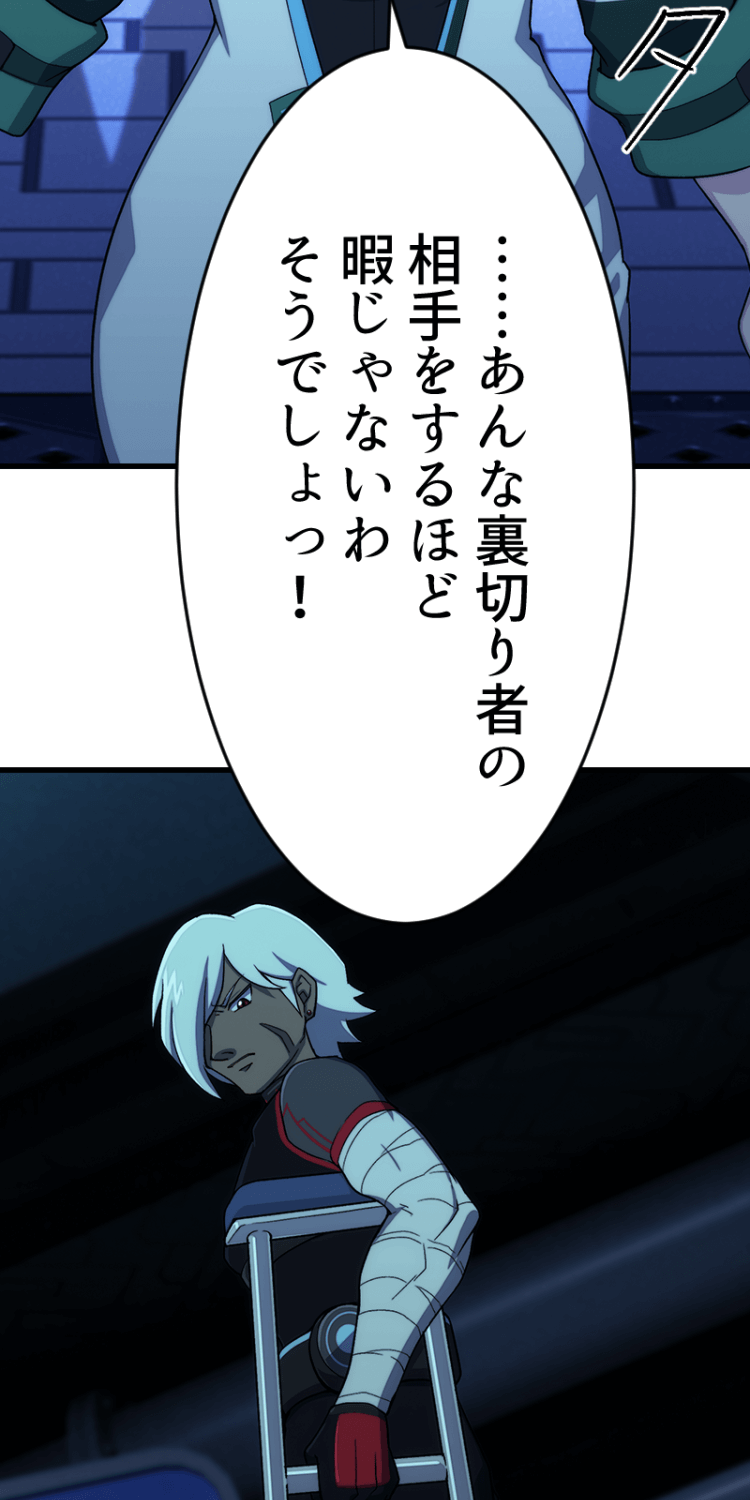 タ
……あんな裏切り者の
相手をするほど
暇じゃないわ
そうでしょっ！